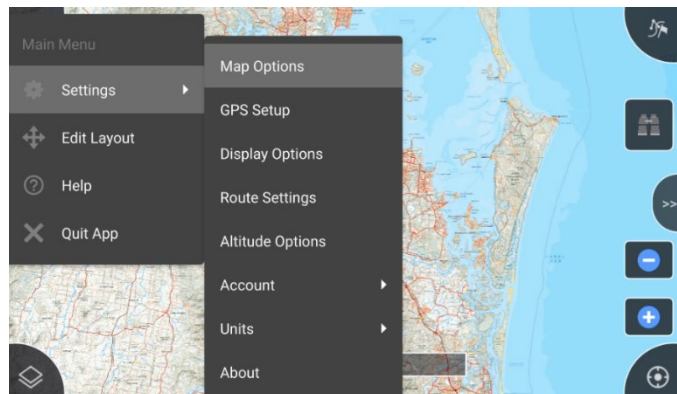 Main Menu
Settings
Edit Layout
Help
Quit App
Map Options
GPS Setup
Display Options
Route Settings
Altitude Options
Account
Units
About
>>